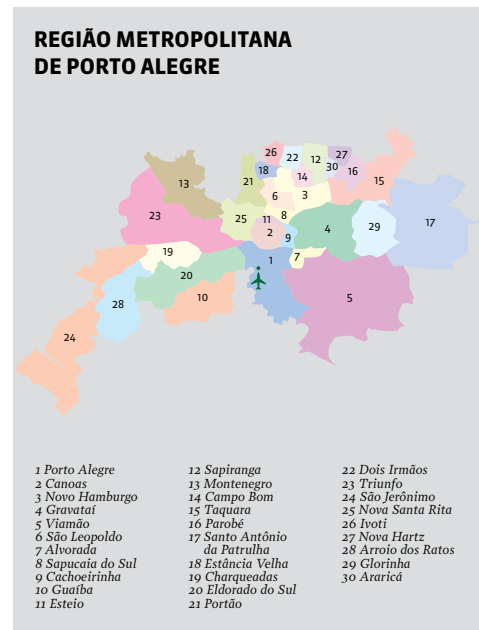 REGIÃO METROPOLITANA
DE PORTO ALEGRE
26
22
12
27
30
18
14
16
15
13
21
6
3
23
25
11
8
17
2
9
4
29
19
7
1
20
28
10
5
24
1 Porto Alegre
2 Canoas
3 Novo Hamburgo
4 Gravataí
5 Viamão
6 São Leopoldo
7 Alvorada
8 Sapucaia do Sul
9 Cachoeirinha
10 Guaíba
11 Esteio
12 Sapiranga
13 Montenegro
14 Campo Bom
15 Taquara
16 Parobé
17 Santo Antônio
da Patrulha
18 Estância Velha
19 Charqueadas
20 Eldorado do Sul
21 Portão
22 Dois Irmãos
23 Triunfo
24 São Jerônimo
25 Nova Santa Rita
26 Ivoti
27 Nova Hartz
28 Arroio dos Ratos
29 Glorinha
30 Araricá